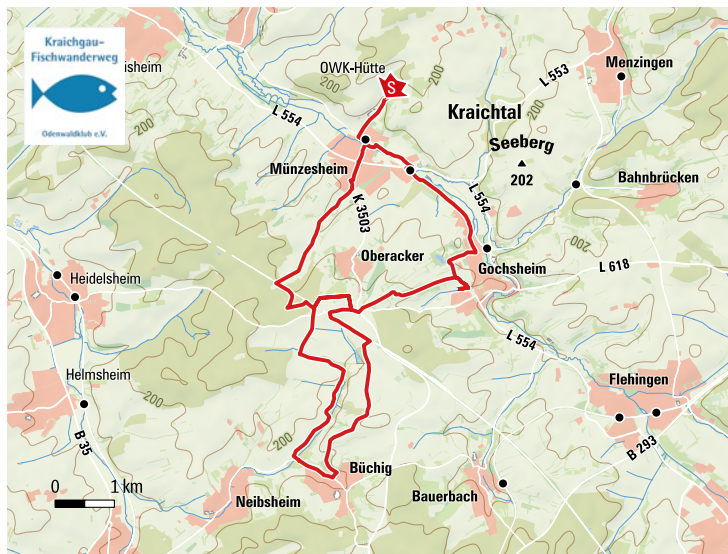 Kraichgau-
Fischwanderweg
Odenwaldklub e.V.
isheim
OWK-Hütte
S
200
200
200
L 553
Menzingen
L 554
Kraichtal
Seeberg
202
Münzesheim
Bahnbrücken
K 3503
L 554
200
Oberacker
Gochsheim
L 618
Heidelsheim
L 554
Helmsheim
Flehingen
200
200
B 35
B 293
0 1 km
Büchig
Neibsheim
Bauerbach